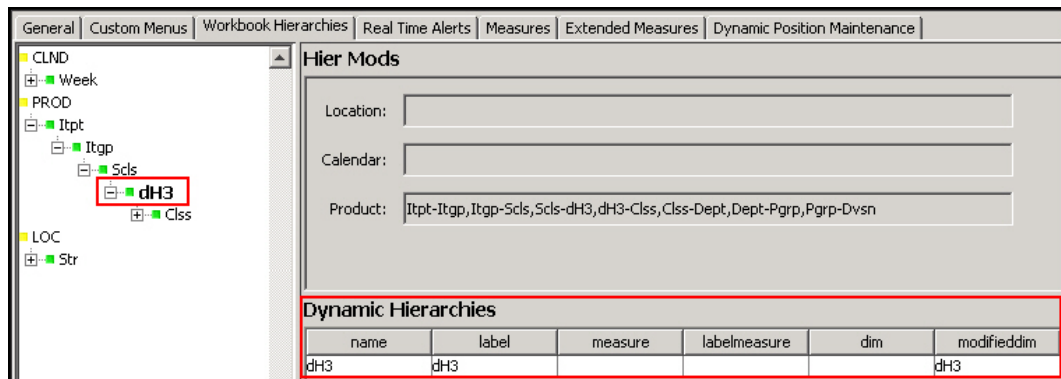 General Custom Menus Workbook Hierarchies Real Time Alerts Measures Extended Measures Dynamic Position Maintenance
CLND
Week
PROD
Itpt
Itgp
Scls
dH3
Clss
LOC
Str
Hier Mods
Location:
Calendar:
Product: Itpt-Itgp,Itgp-Scls,Scls-dH3,dH3-Clss,Clss-Dept,Dept-Pgrp,Pgrp-Dvsn
Dynamic Hierarchies
name label measure labelmeasure dim modifieddim
dH3 dH3 dH3